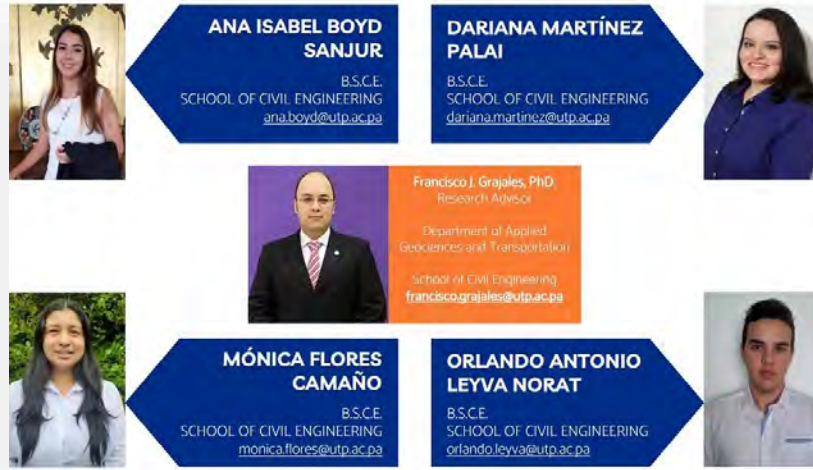 ANA ISABEL BOYD
SANJUR
B.S.C.E.
SCHOOL OF CIVIL ENGINEERING
ana.boyd@utp.ac.pa
DARIANA MARTÍNEZ
PALAI
B.S.C.E.
SCHOOL OF CIVIL ENGINEERING
dariana.martinez@utp.ac.pa
Francisco J. Grajales, PhD.
Research Advisor
Department of Applied
Geociences and Transportation
School of Civil Engineering
francisco.grajales@utp.ac.pa
MÓNICA FLORES
CAMAÑO
B.S.C.E.
SCHOOL OF CIVIL ENGINEERING
monica.flores@utp.ac.pa
ORLANDO ANTONIO
LEYVA NORAT
B.S.C.E.
SCHOOL OF CIVIL ENGINEERING
orlando.leyva@utp.ac.pa